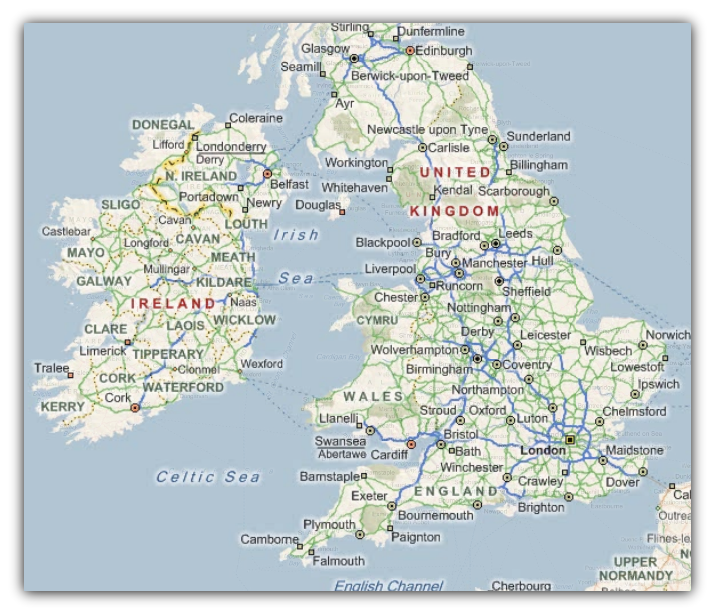 Stirling
Dunfermline
Glasgow
Edinburgh
Seamill
Berwick-upon-Tweed
Ayr
DONEGAL
Coleraine
Newcastle upon Tyne
Sunderland
Lifford
Londonderry
Derry
Carlisle
Workington
Billingham
N. IRELAND
Belfast
UNITED
Whitehaven
Kendal
Scarborough
Portadown
SLIGO
Newry
Douglas
KINGDOM
Cavan
LOUTH
Castlebar
Longford
CAVAN
Irish
Bradford
Leeds
Blackpool
MAYO
MEATH
Bury
Manchester
Hull
Mullingar
Liverpool
GALWAY
KILDARE
Sea
Runcorn
Sheffield
IRELAND
Naas
Chester
Nottingham
CLARE
LAOIS
WICKLOW
CYMRU
Derby
Leicester
Norwich
Limerick
TIPPERARY
Wolverhampton
Wisbech
Tralee
Clonmel
Wexford
Birmingham
Coventry
Lowestoft
CORK
WATERFORD
Northampton
Ipswich
Cork
WALES
KERRY
Stroud
Oxford
Luton
Chelmsford
Llanelli
Swansea
Abertawe
Cardiff
Bristol
Bath
London
Maidstone
Celtic Sea
Barnstaple
Winchester
Crawley
Dover
Exeter
ENGLAND
Cal
Bournemouth
Brighton
Plymouth
Outrea
Camborne
Paignton
Flines-le
Falmouth
UPPER
NO
NORMANDY
English Channel
Cherbourg